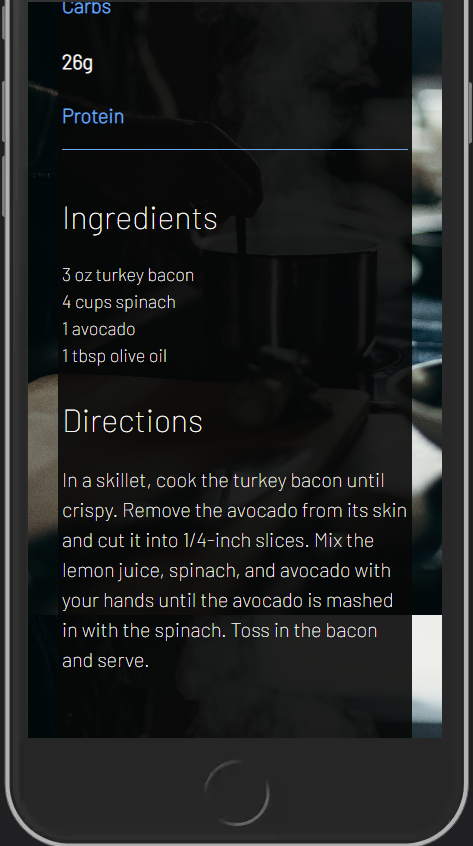 Carbs
26g
Protein
Ingredients
3 oz turkey bacon
4 cups spinach
1 avocado
1 tbsp olive oil
Directions
In a skillet, cook the turkey bacon until
crispy. Remove the avocado from its skin
and cut it into 1/4-inch slices. Mix the
lemon juice, spinach, and avocado with
your hands until the avocado is mashed
in with the spinach. Toss in the bacon
and serve.